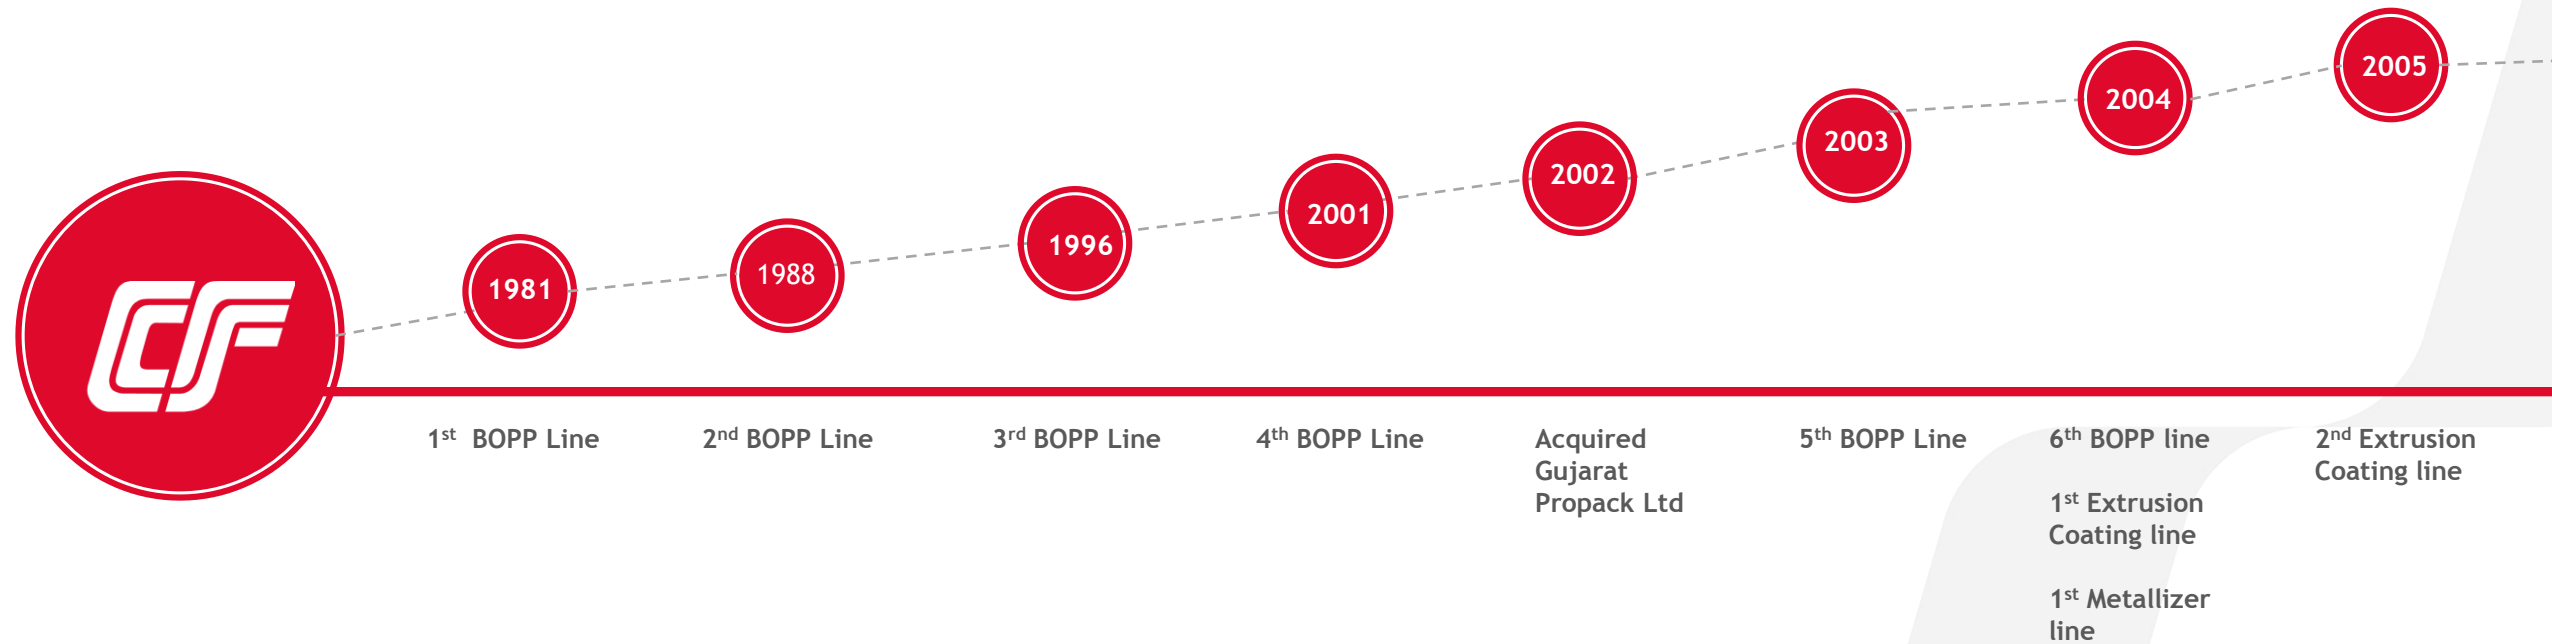 CF
1981
1988
1996
2001
2002
2003
2004
2005
1st BOPP Line
2nd BOPP Line
3rd BOPP Line
4th BOPP Line
Acquired
Gujarat
Propack Ltd
5th BOPP Line
6th BOPP line
1st Extrusion
Coating line
1st Metallizer
line
2nd Extrusion
Coating line